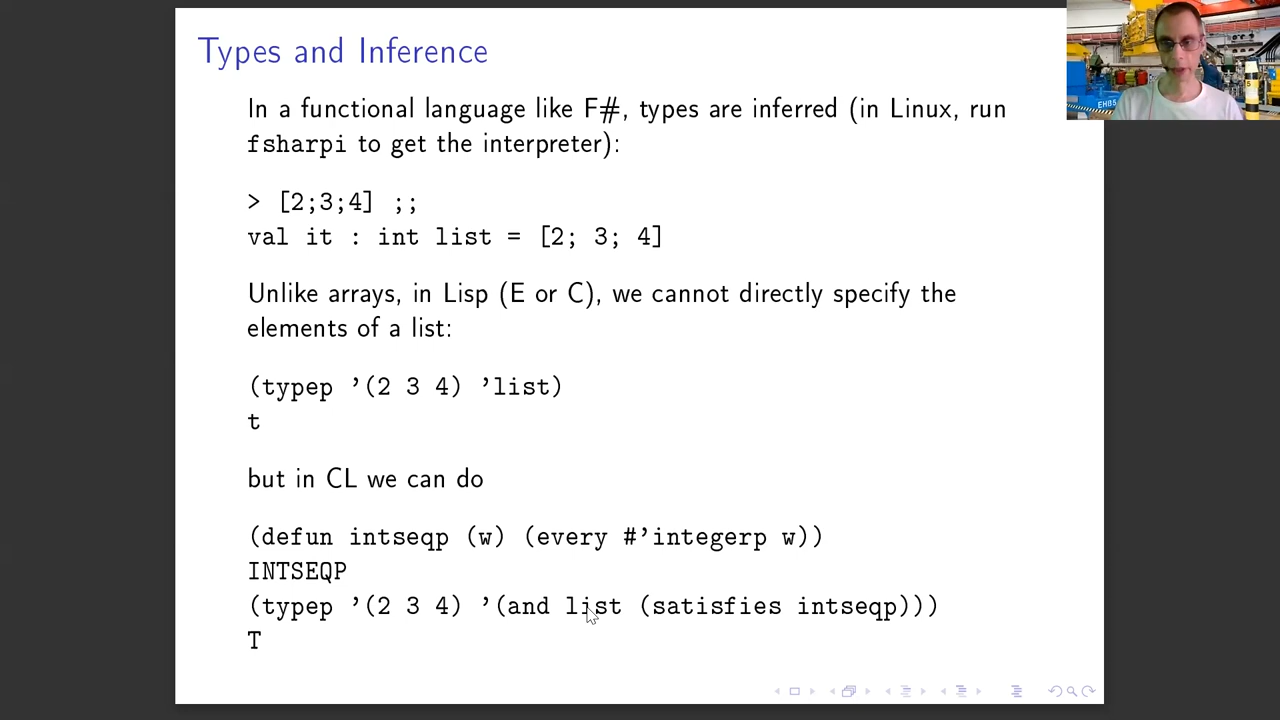 Types and Inference
In a functional language like F#, types are inferred (in Linux, run
fsharpi to get the interpreter):
> [2;3;4] ;;
val it : int list = [2; 3; 4]
Unlike arrays, in Lisp (E or C), we cannot directly specify the
elements of a list:
(typep '(2 3 4) 'list)
t
but in CL we can do
(defun intseqp (w) (every #'integerp w))
INTSEQP
(typep '(2 3 4) '(and list (satisfies intseqp)))
T
EHB5
5